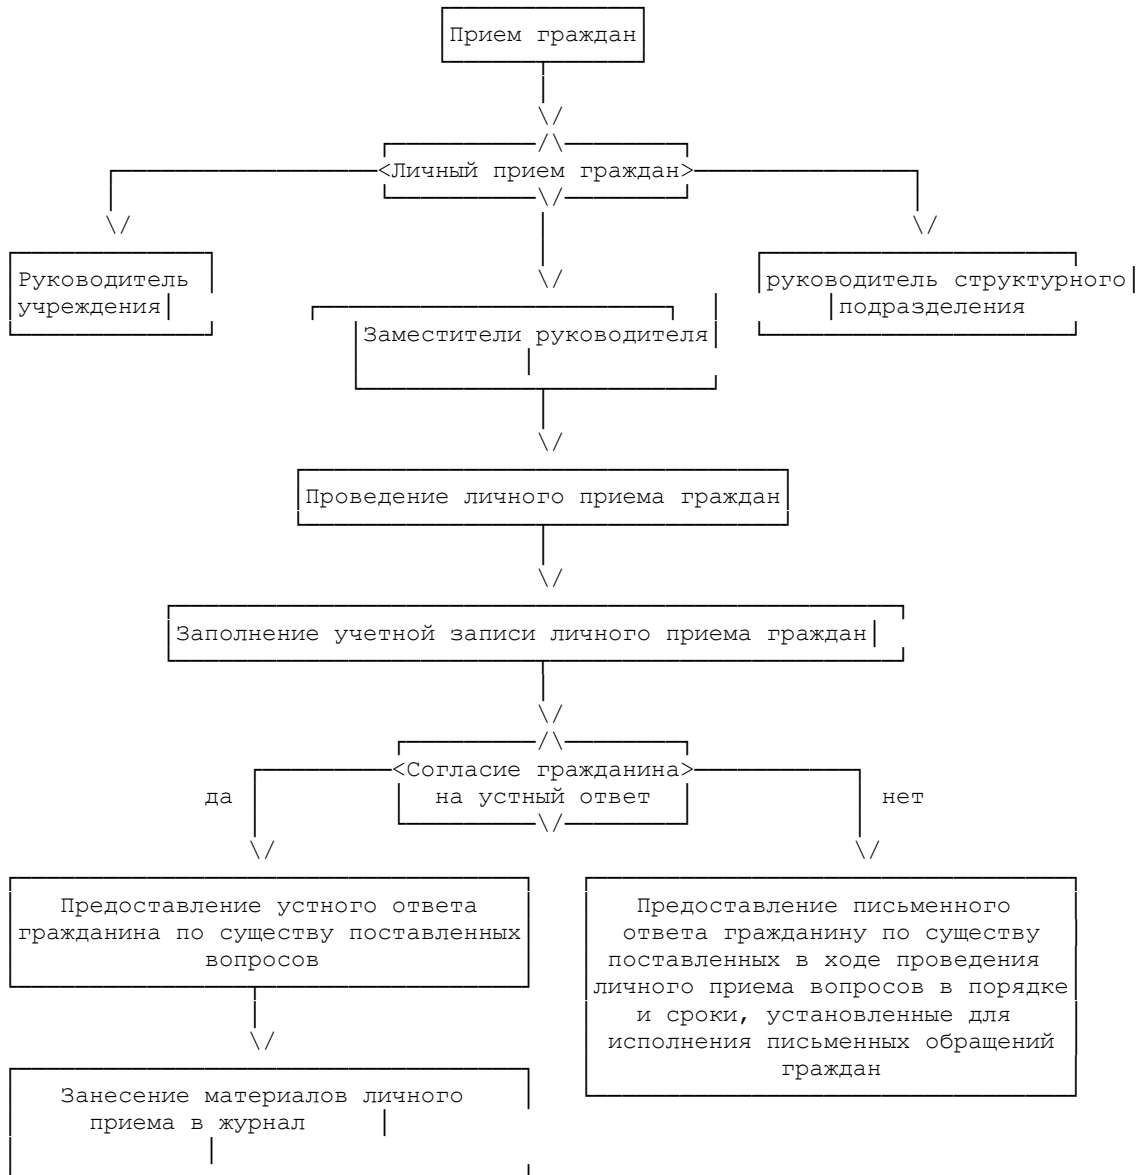 Прием граждан
Личный прием граждан
Руководитель
учреждения
Заместители руководителя
руководитель структурного
подразделения
Проведение личного приема граждан
Заполнение учетной записи личного приема граждан
Согласие гражданина
на устный ответ
да
нет
Предоставление устного ответа
гражданина по существу поставленных
вопросов
Предоставление письменного
ответа гражданину по существу
поставленных в ходе проведения
личного приема вопросов в порядке
и сроки, установленные для
исполнения письменных обращений
граждан
Занесение материалов личного
приема в журнал